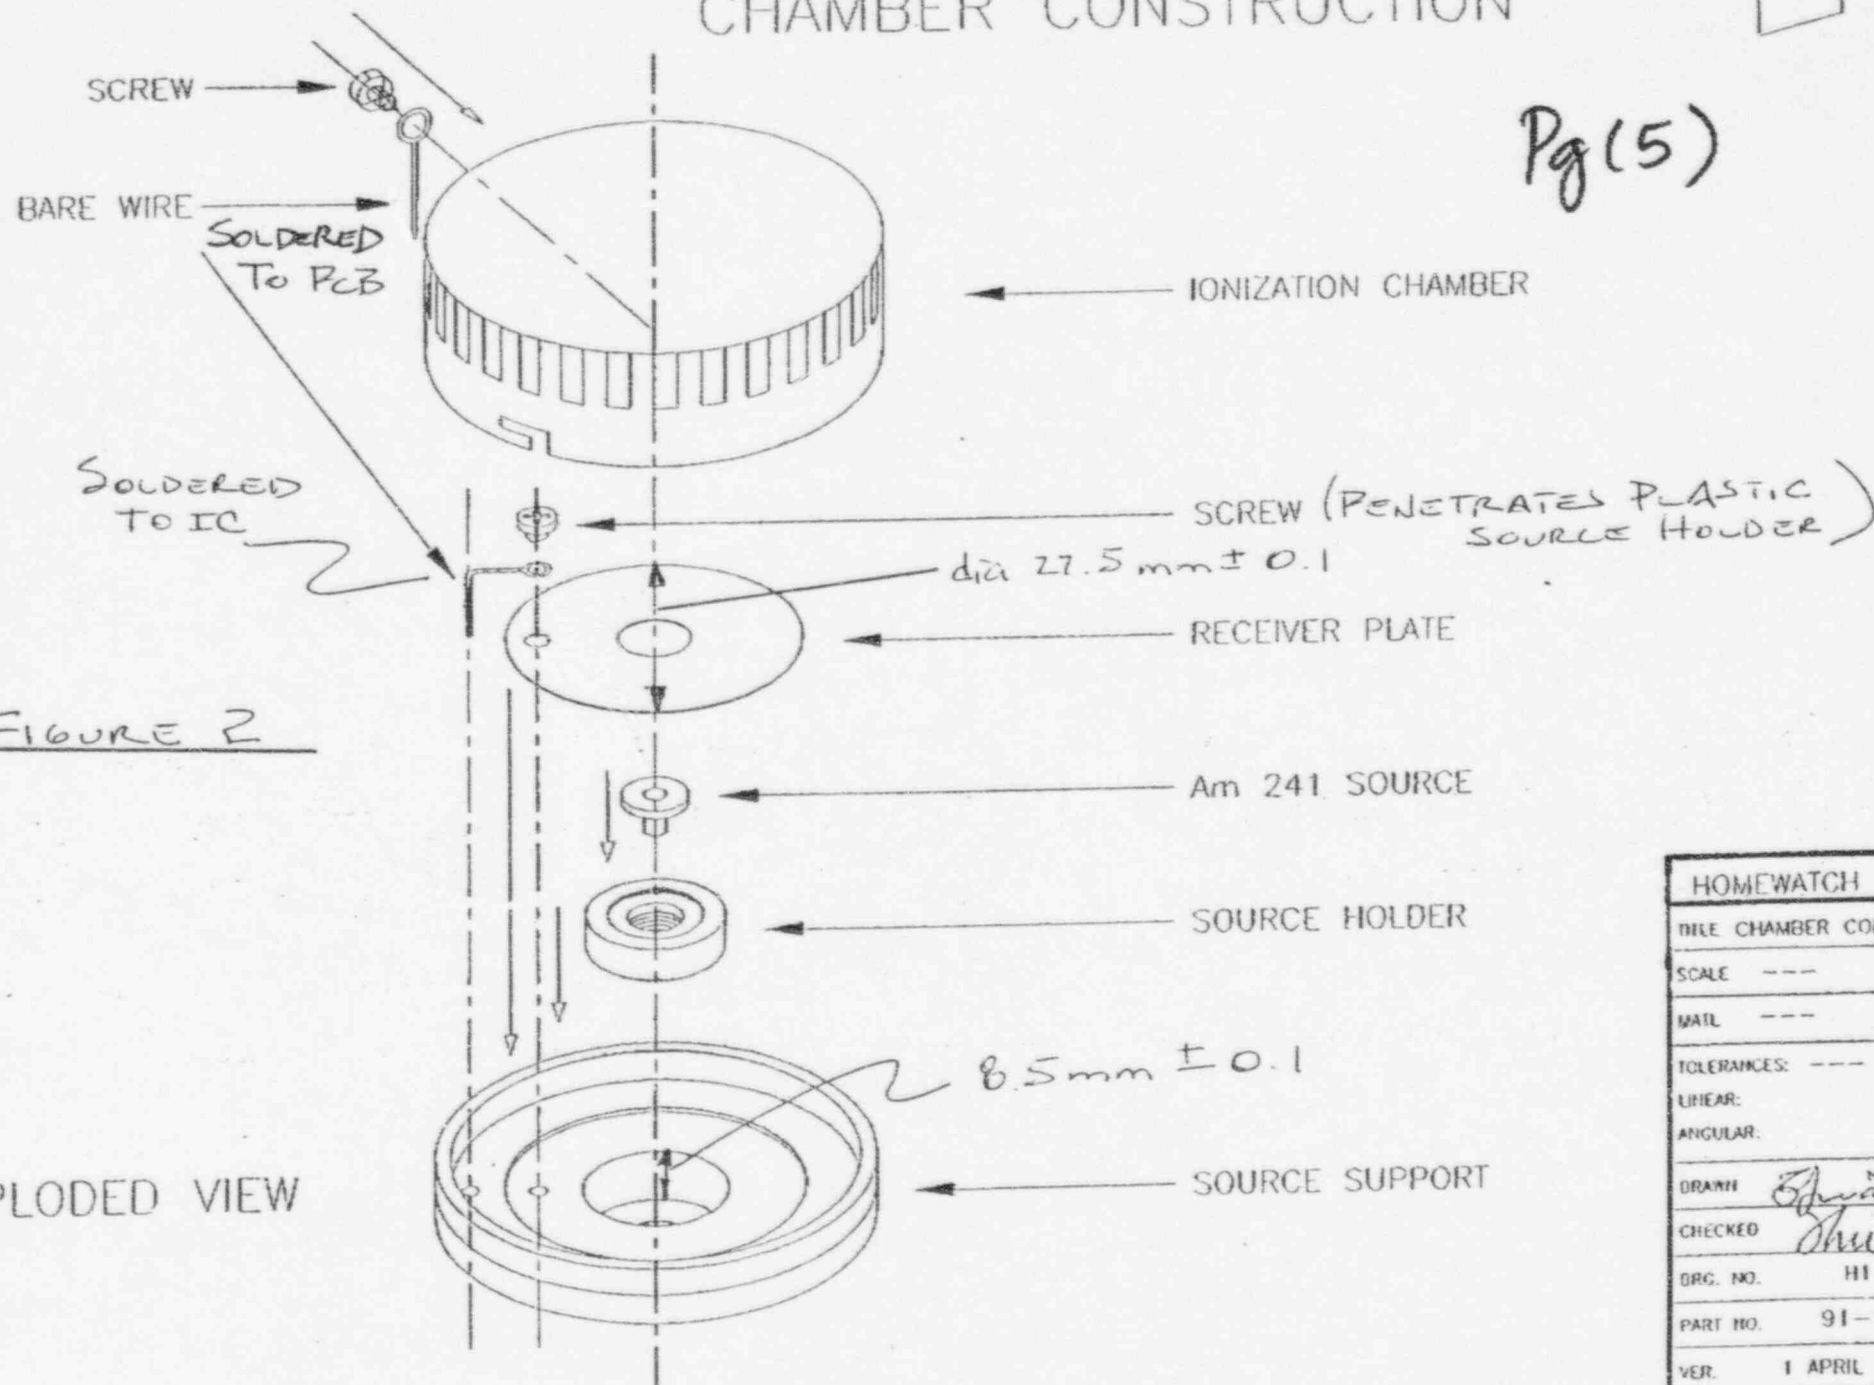 CHAMBER CONSTRUCTION
Pg (5)
SCREW
BARE WIRE
SOLDERED
TO PCB
IONIZATION CHAMBER
SOLDERED
TO IC
SCREW (PENETRATES PLASTIC
SOURCE HOLDER)
dia 27.5 mm ± 0.1
RECEIVER PLATE
FIGURE 2
Am 241 SOURCE
SOURCE HOLDER
8.5mm ± 0.1
SOURCE SUPPORT
PLODED VIEW
HOMEWATCH
TITLE CHAMBER CO
SCALE ---
MATL ---
TOLERANCES: ---
LINEAR:
ANGULAR:
DRAWN
CHECKED
DRG. NO. H1
PART NO. 91-
VER. 1 APRIL